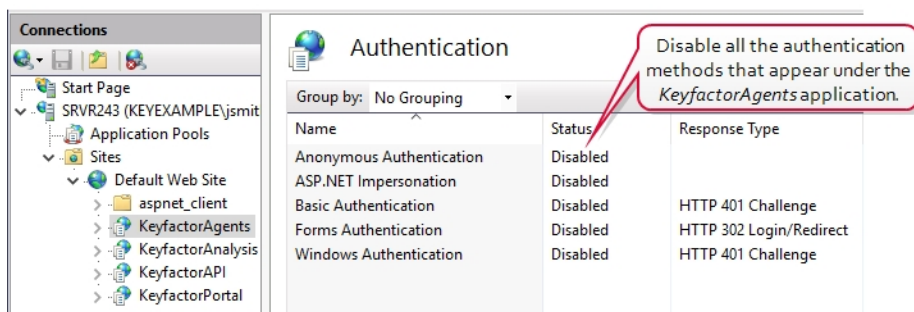 Connections
Start Page
SRVR243 (KEYEXAMPLE\jsmit
Application Pools
Sites
Default Web Site
aspnet_client
KeyfactorAgents
KeyfactorAnalysis
KeyfactorAPI
KeyfactorPortal
Authentication
Disable all the authentication
methods that appear under the
KeyfactorAgents application.
Group by: No Grouping
Name Status Response Type
Anonymous Authentication Disabled
ASP.NET Impersonation Disabled
Basic Authentication Disabled HTTP 401 Challenge
Forms Authentication Disabled HTTP 302 Login/Redirect
Windows Authentication Disabled HTTP 401 Challenge